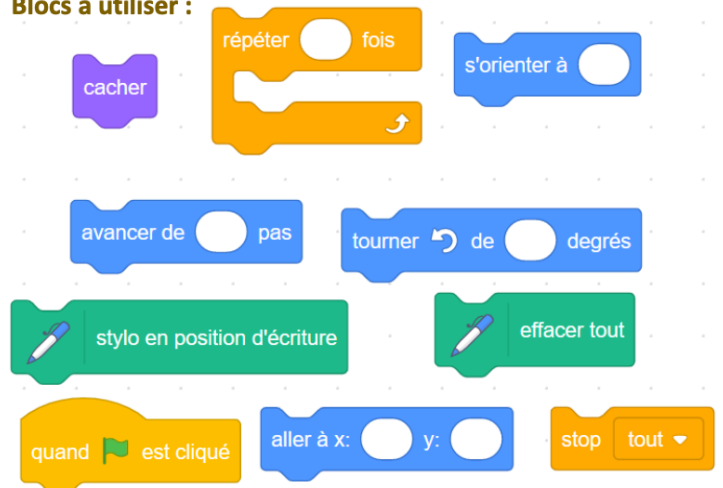 Blocs à utiliser :
répéter fois
s'orienter à
cacher
avancer de pas
tourner de degrés
stylo en position d'écriture
effacer tout
quand est cliqué
aller à x: y:
stop tout